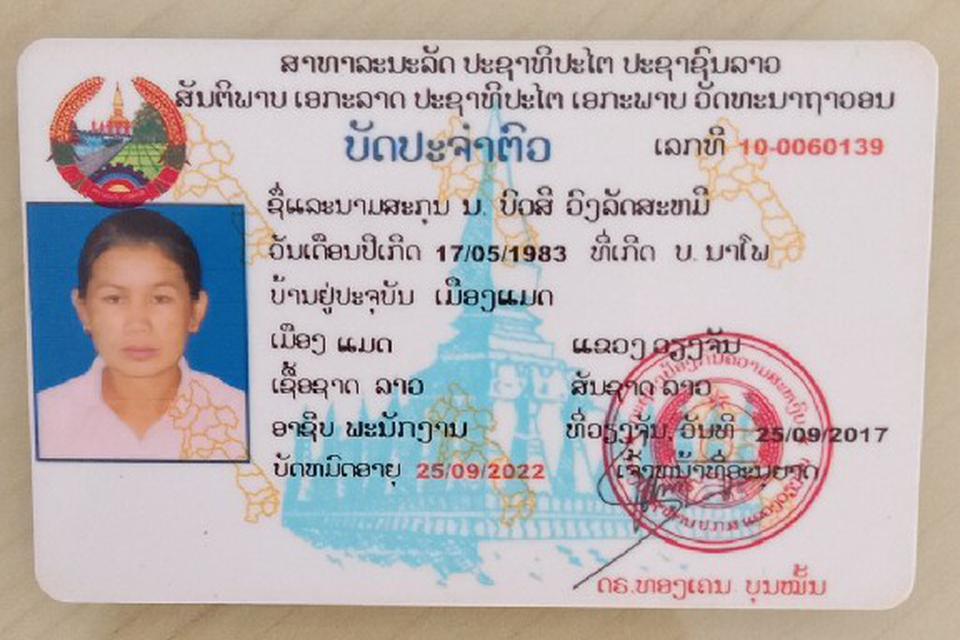 ສາທາລະນະລັດ ປະຊາທິປະໄຕ ປະຊາຊົນລາວ
ສັນຕິພາບ ເອກະລາດ ປະຊາທິປະໄຕ ເອກະພາບ ວັດທະນາຖາວອນ
ບັດປະຈຳຕົວ ເລກທີ 10-0060139
ຊື່ແລະນາມສະກຸນ ນ. ບົວສີ ວົງລັດສະຫມີ
ວັນເດືອນປີເກີດ 17/05/1983 ທີ່ເກີດ ບ. ນາໂພ
ບ້ານຢູ່ປະຈຸບັນ ເມືອງແມດ
ເມືອງ ແມດ ແຂວງ ວຽງຈັນ
ເຊື້ອຊາດ ລາວ ສັນຊາດ ລາວ
ອາຊີບ ພະນັກງານ ທີ່ວຽງຈັນ, ວັນທີ 25/09/2017
ບັດຫມົດອາຍຸ 25/09/2022 ເຈົ້າຫນ້າທີ່ອະນຸຍາດ
ດຣ.ທອງເຄນ ບຸນໝັ້ນ